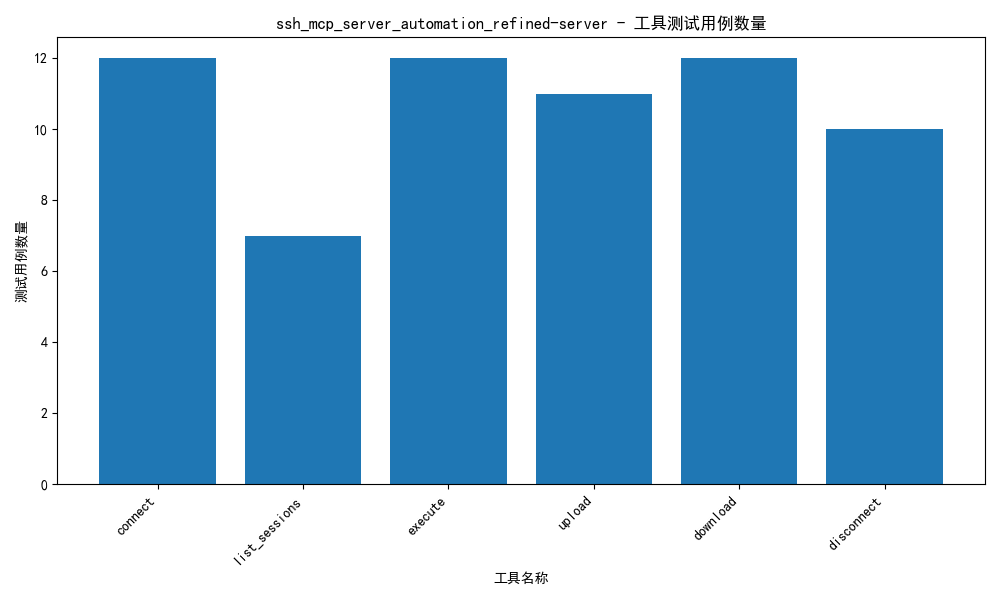 ssh_mcp_server_automation_refined-server - 工具测试用例数量
测试用例数量
12
10
8
6
4
2
0
connect
list_sessions
execute
upload
download
disconnect
工具名称